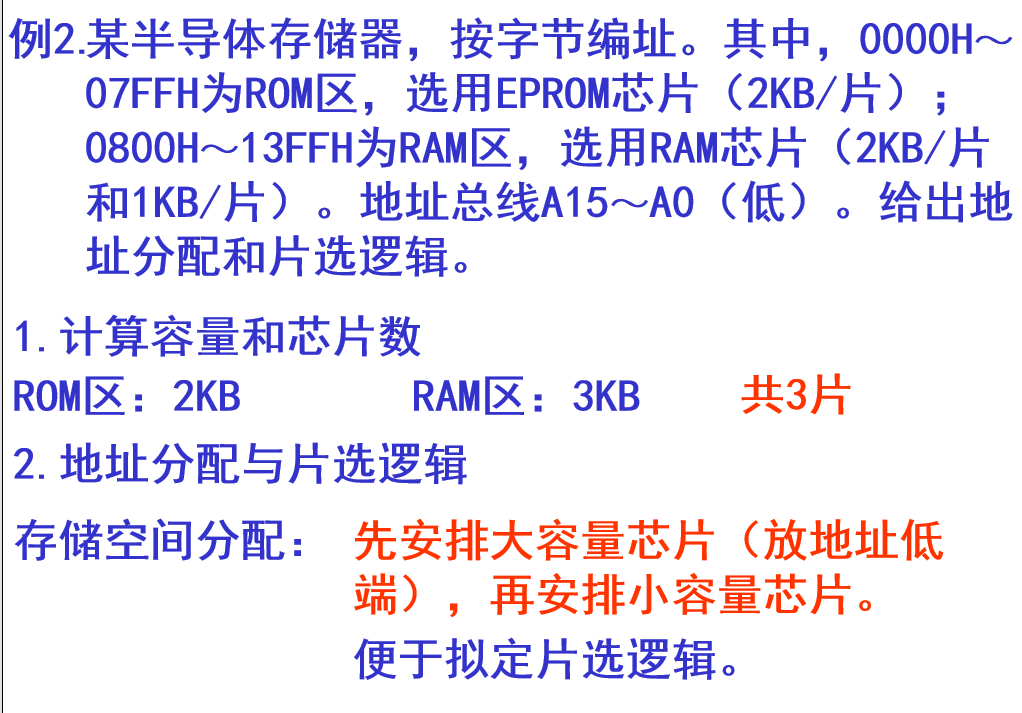 例2.某半导体存储器，按字节编址。其中，0000H～
07FFH为ROM区，选用EPROM芯片（2KB/片）；
0800H～13FFH为RAM区，选用RAM芯片（2KB/片
和1KB/片）。地址总线A15～A0（低）。给出地
址分配和片选逻辑。
1.计算容量和芯片数
ROM区：2KB RAM区：3KB 共3片
2.地址分配与片选逻辑
存储空间分配： 先安排大容量芯片（放地址低
端），再安排小容量芯片。
便于拟定片选逻辑。